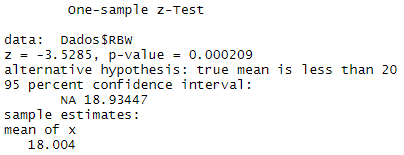 One-sample z-Test
data: Dados$RBW
z = -3.5285, p-value = 0.000209
alternative hypothesis: true mean is less than 20
95 percent confidence interval:
NA 18.93447
sample estimates:
mean of x
18.004